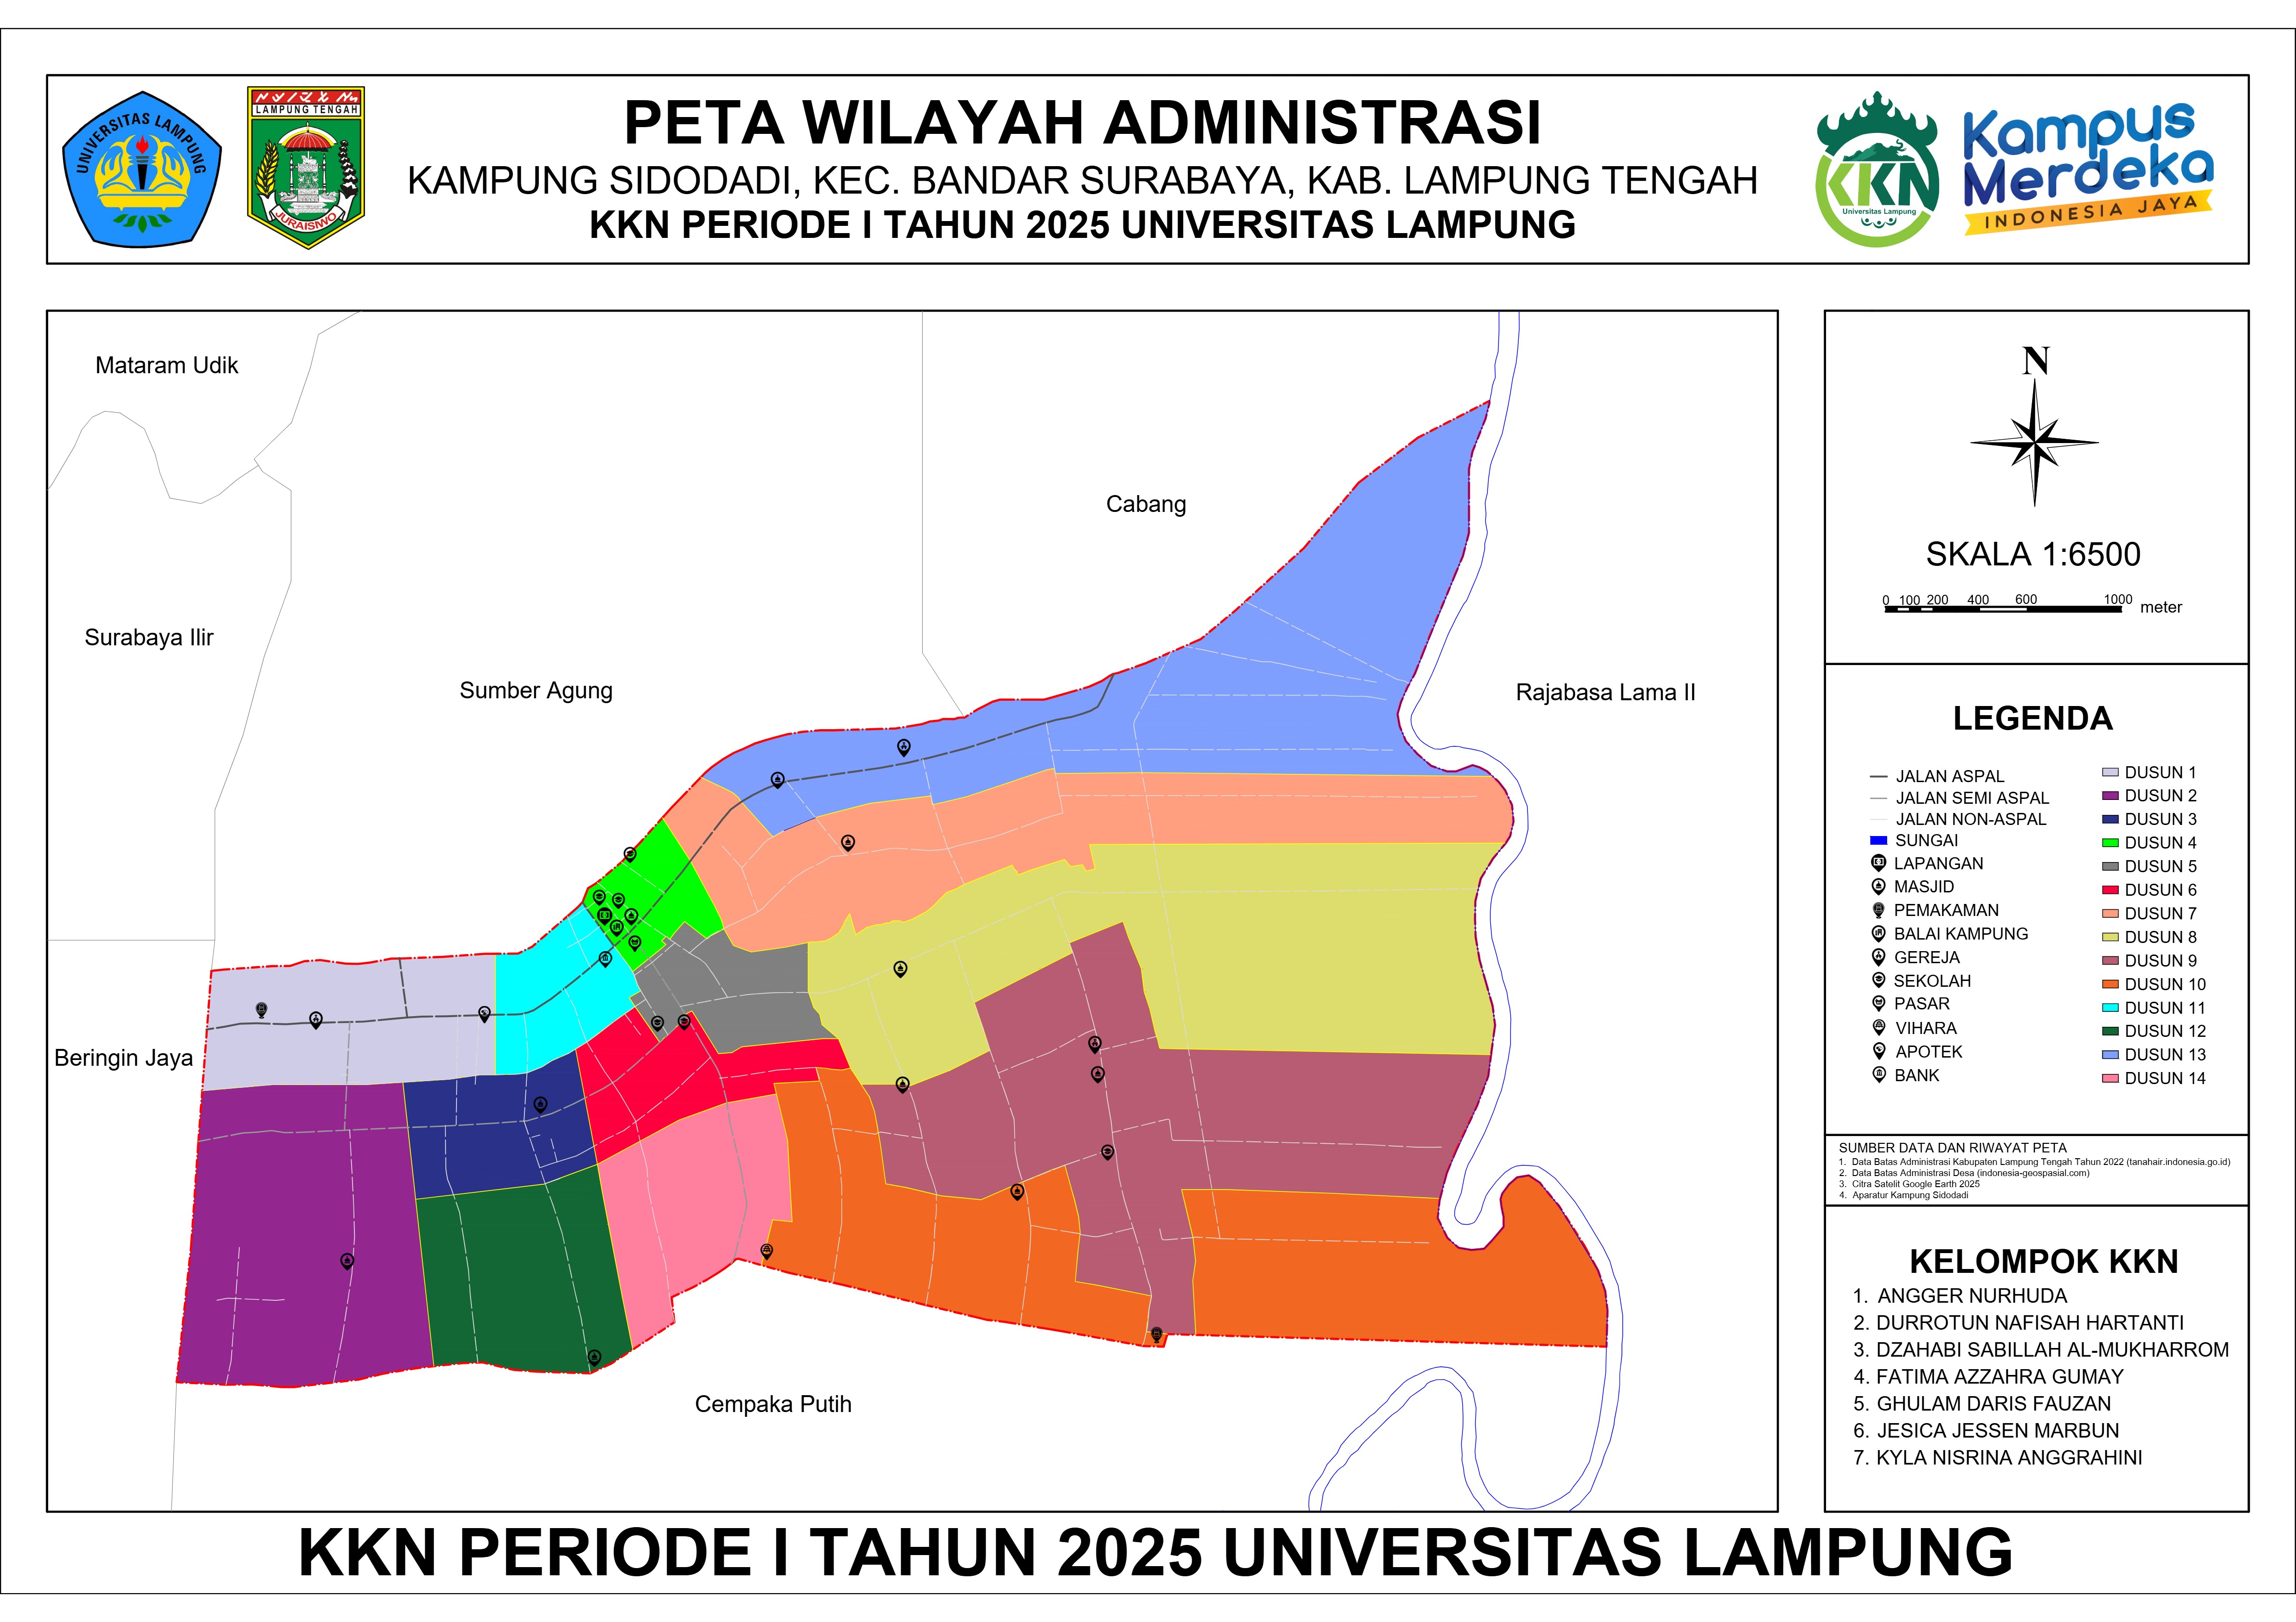 UNIVERSITAS LAMPUNG
LAMPUNG TENGAH
JURAISIWO
PETA WILAYAH ADMINISTRASI
KAMPUNG SIDODADI, KEC. BANDAR SURABAYA, KAB. LAMPUNG TENGAH
KKN PERIODE I TAHUN 2025 UNIVERSITAS LAMPUNG
KKN
Universitas Lampung
Kampus
Merdeka
INDONESIA JAYA
Mataram Udik
Cabang
Surabaya Ilir
Sumber Agung
Rajabasa Lama II
Beringin Jaya
Cempaka Putih
N
SKALA 1:6500
0 100 200 400 600 1000 meter
LEGENDA
JALAN ASPAL
JALAN SEMI ASPAL
JALAN NON-ASPAL
SUNGAI
LAPANGAN
MASJID
PEMAKAMAN
BALAI KAMPUNG
GEREJA
SEKOLAH
PASAR
VIHARA
APOTEK
BANK
DUSUN 1
DUSUN 2
DUSUN 3
DUSUN 4
DUSUN 5
DUSUN 6
DUSUN 7
DUSUN 8
DUSUN 9
DUSUN 10
DUSUN 11
DUSUN 12
DUSUN 13
DUSUN 14
SUMBER DATA DAN RIWAYAT PETA
1. Data Batas Administrasi Kabupaten Lampung Tengah Tahun 2022 (tanahair.indonesia.go.id)
2. Data Batas Administrasi Desa (indonesia-geospasial.com)
3. Citra Satelit Google Earth 2025
4. Aparatur Kampung Sidodadi
KELOMPOK KKN
1. ANGGER NURHUDA
2. DURROTUN NAFISAH HARTANTI
3. DZAHABI SABILLAH AL-MUKHARROM
4. FATIMA AZZAHRA GUMAY
5. GHULAM DARIS FAUZAN
6. JESICA JESSEN MARBUN
7. KYLA NISRINA ANGGRAHINI
KKN PERIODE I TAHUN 2025 UNIVERSITAS LAMPUNG